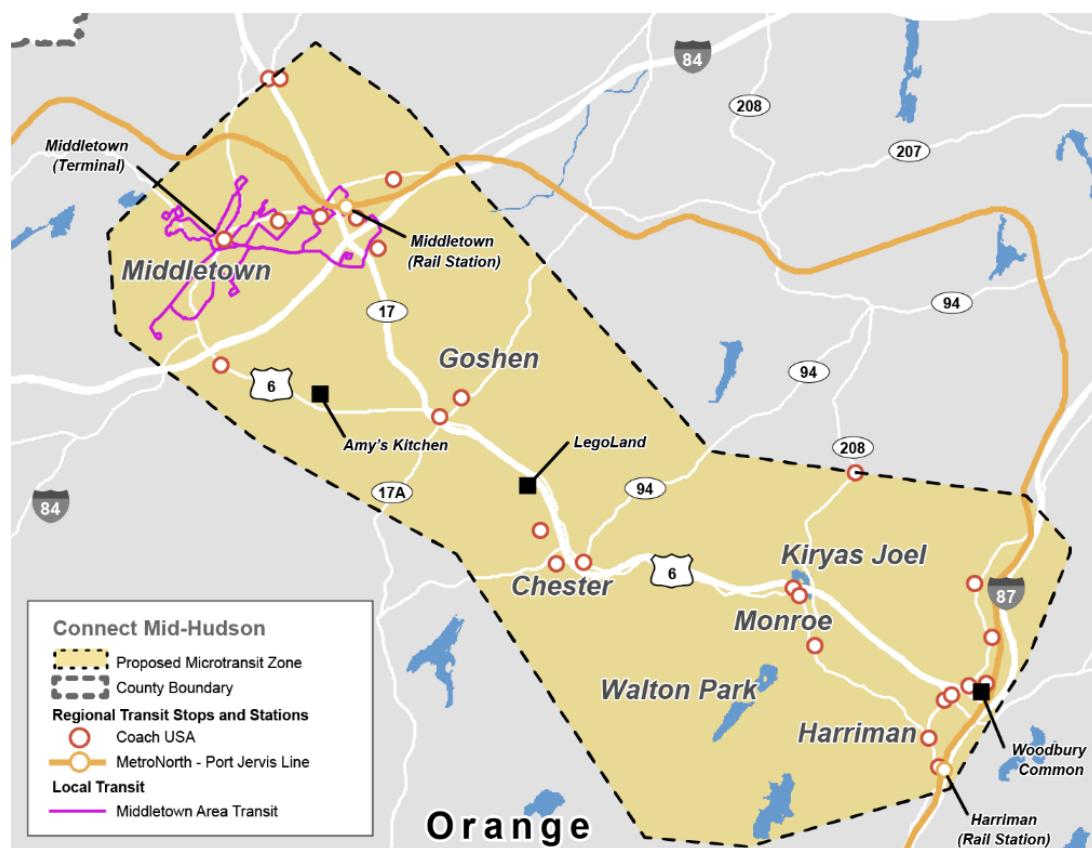 84
208
207
Middletown
(Terminal)
Middletown
(Rail Station)
Middletown
17
94
Goshen
94
6
Amy's Kitchen
LegoLand
208
17A
94
84
Kiryas Joel
6
87
Chester
Monroe
Walton Park
Harriman
Woodbury
Common
Harriman
(Rail Station)
Orange
Connect Mid-Hudson
Proposed Microtransit Zone
County Boundary
Regional Transit Stops and Stations
Coach USA
MetroNorth - Port Jervis Line
Local Transit
Middletown Area Transit